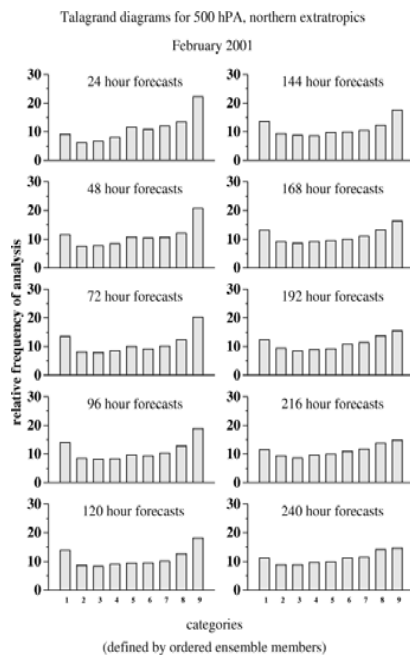 Talagrand diagrams for 500 hPA, northern extratropics
February 2001
relative frequency of analysis
24 hour forecasts
30
20
10
0
144 hour forecasts
30
20
10
0
48 hour forecasts
30
20
10
0
168 hour forecasts
30
20
10
0
72 hour forecasts
30
20
10
0
192 hour forecasts
30
20
10
0
96 hour forecasts
30
20
10
0
216 hour forecasts
30
20
10
0
120 hour forecasts
30
20
10
0
1 2 3 4 5 6 7 8 9
240 hour forecasts
30
20
10
0
1 2 3 4 5 6 7 8 9
categories
(defined by ordered ensemble members)